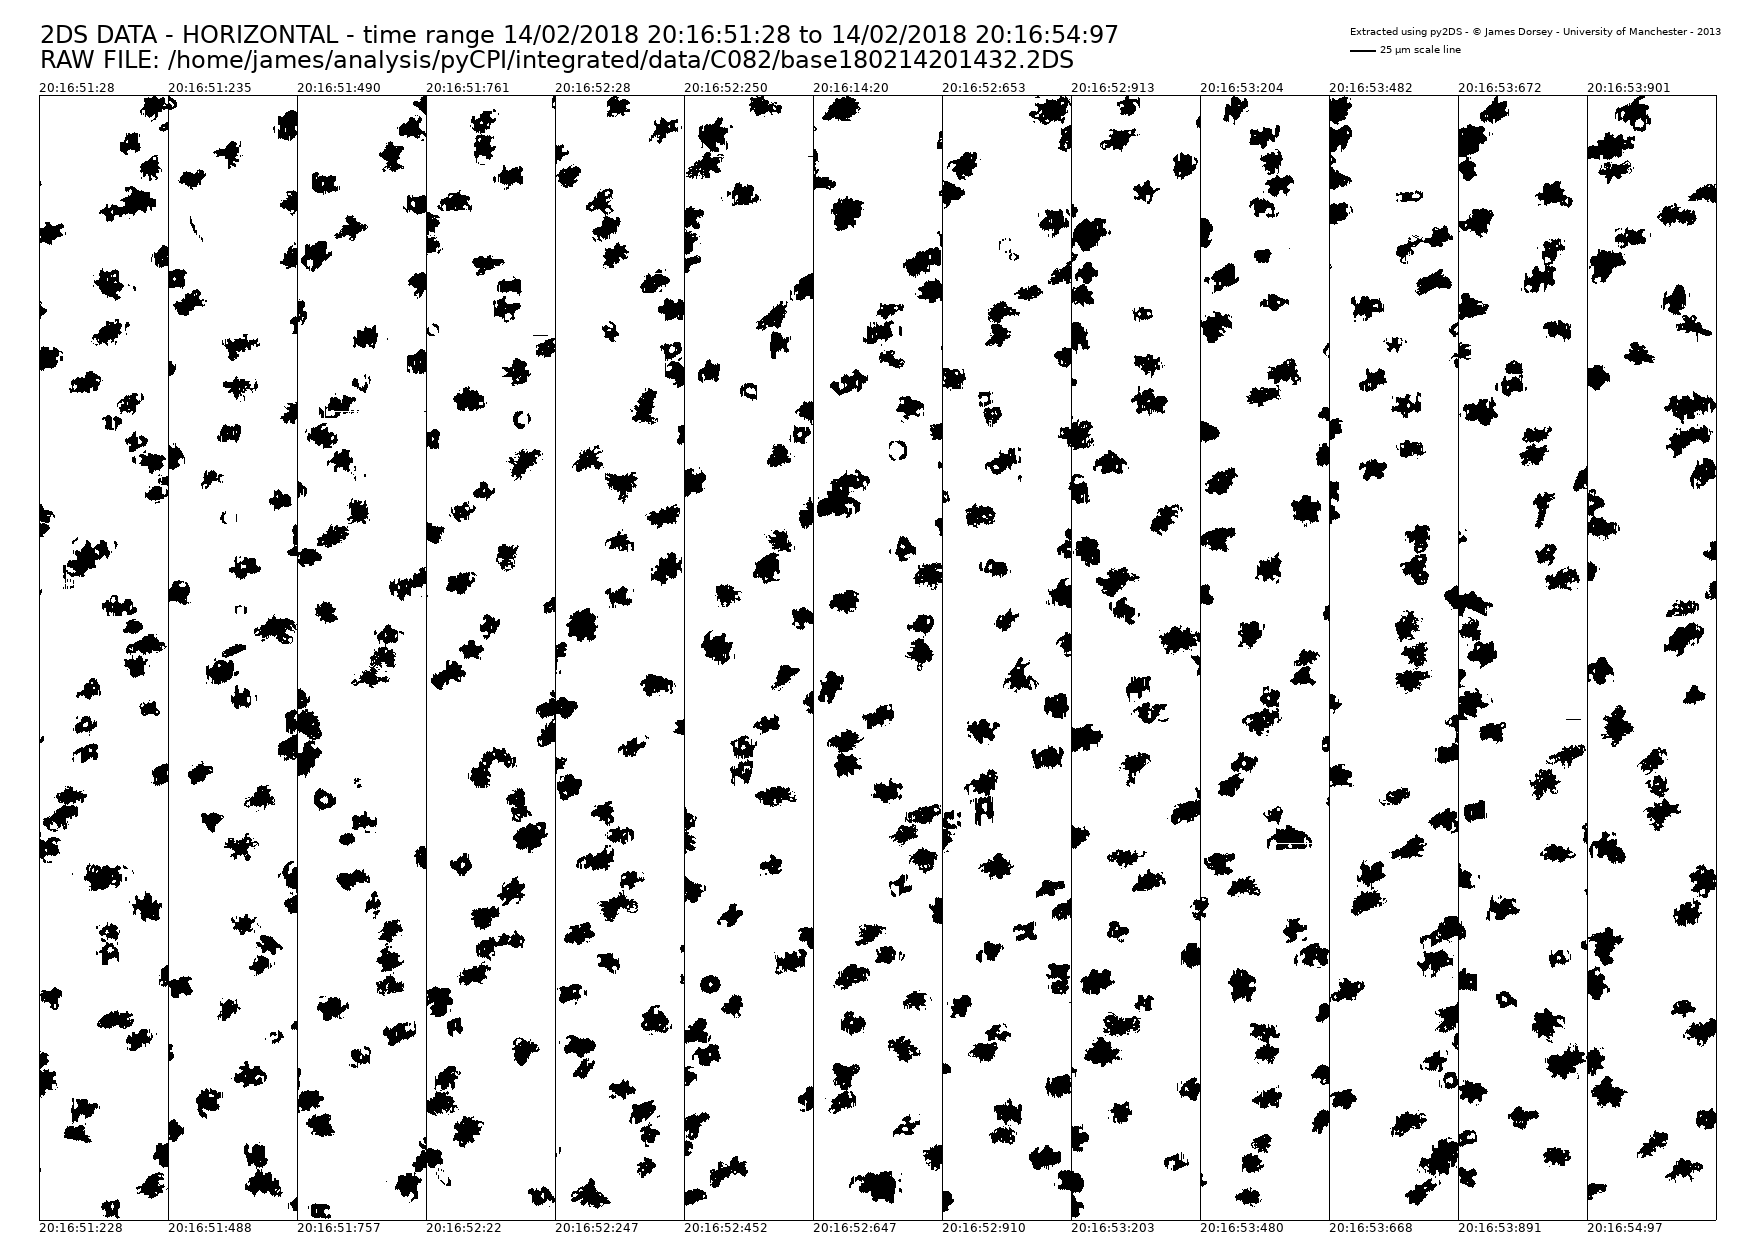 2DS DATA - HORIZONTAL - time range 14/02/2018 20:16:51:28 to 14/02/2018 20:16:54:97
RAW FILE: /home/james/analysis/pyCPI/integrated/data/C082/base180214201432.2DS
Extracted using py2DS - © James Dorsey - University of Manchester - 2013
25 µm scale line
20:16:51:28 20:16:51:235 20:16:51:490 20:16:51:761 20:16:52:28 20:16:52:250 20:16:14:20 20:16:52:653 20:16:52:913 20:16:53:204 20:16:53:482 20:16:53:672 20:16:53:901
20:16:51:228 20:16:51:488 20:16:51:757 20:16:52:22 20:16:52:247 20:16:52:452 20:16:52:647 20:16:52:910 20:16:53:203 20:16:53:480 20:16:53:668 20:16:53:891 20:16:54:97